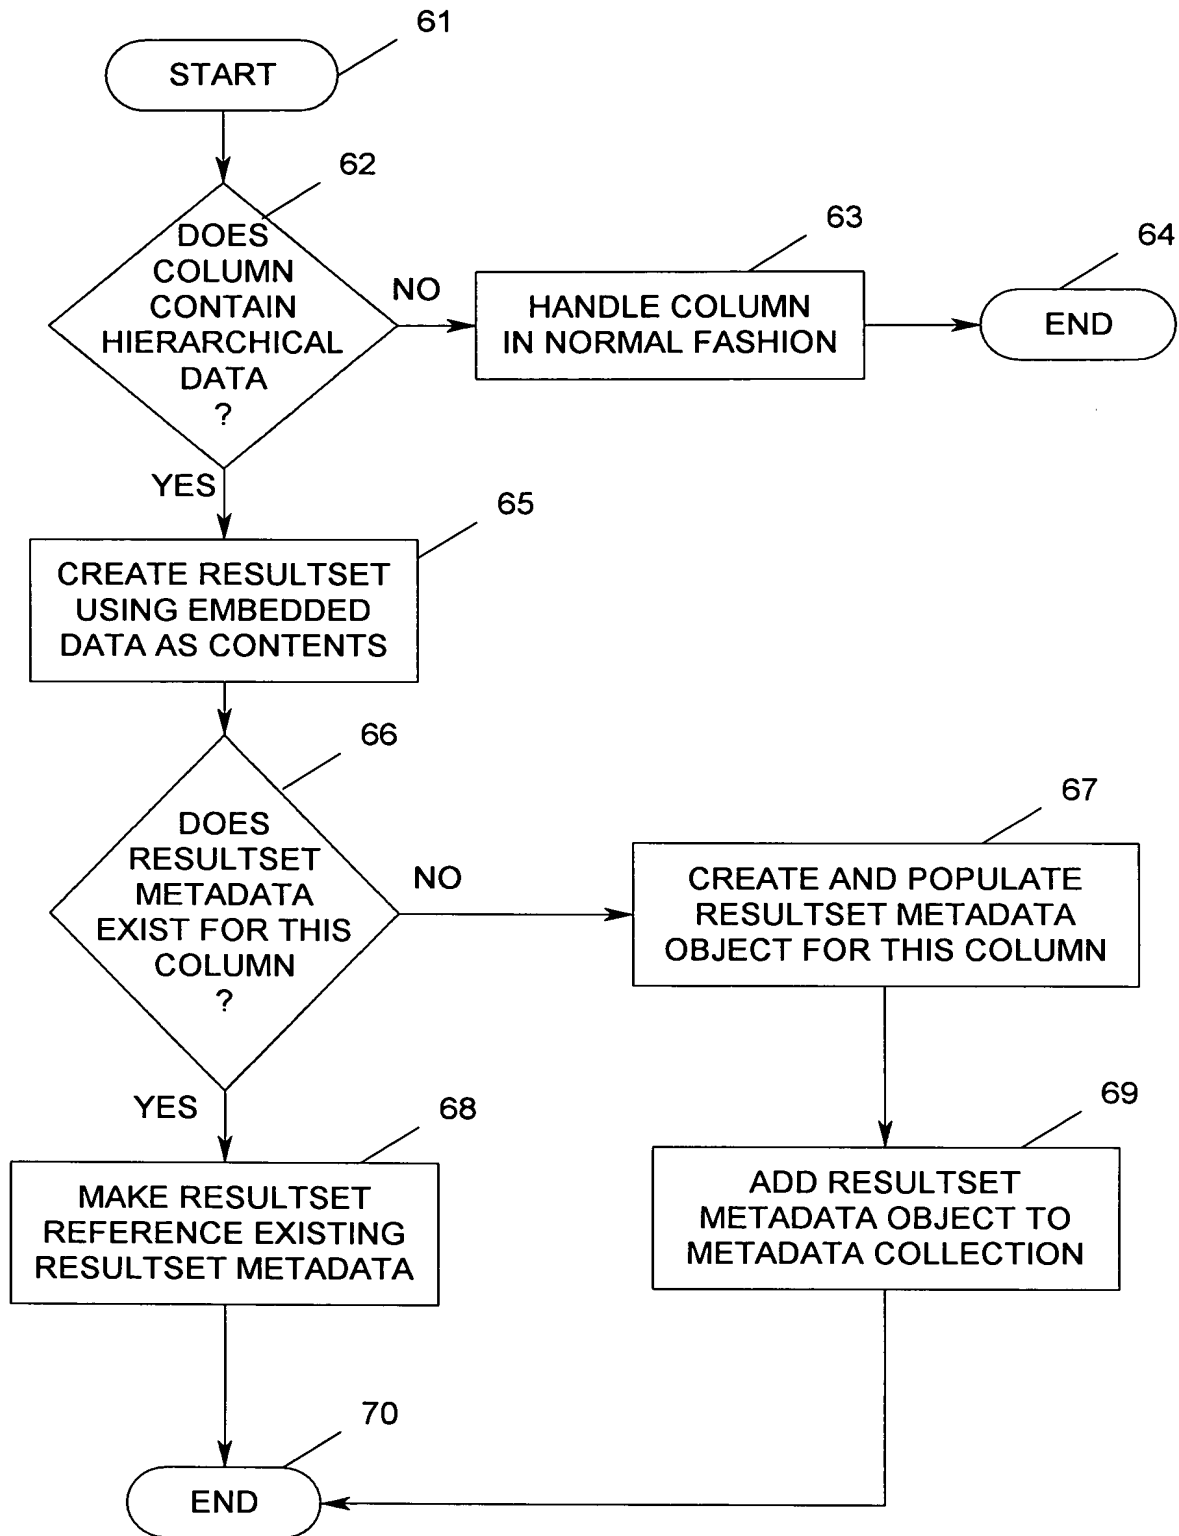 61
START
62
DOES
COLUMN
CONTAIN
HIERARCHICAL
DATA
?
NO
63
HANDLE COLUMN
IN NORMAL FASHION
64
END
YES
65
CREATE RESULTSET
USING EMBEDDED
DATA AS CONTENTS
66
DOES
RESULTSET
METADATA
EXIST FOR THIS
COLUMN
?
NO
67
CREATE AND POPULATE
RESULTSET METADATA
OBJECT FOR THIS COLUMN
YES
68
MAKE RESULTSET
REFERENCE EXISTING
RESULTSET METADATA
69
ADD RESULTSET
METADATA OBJECT TO
METADATA COLLECTION
70
END